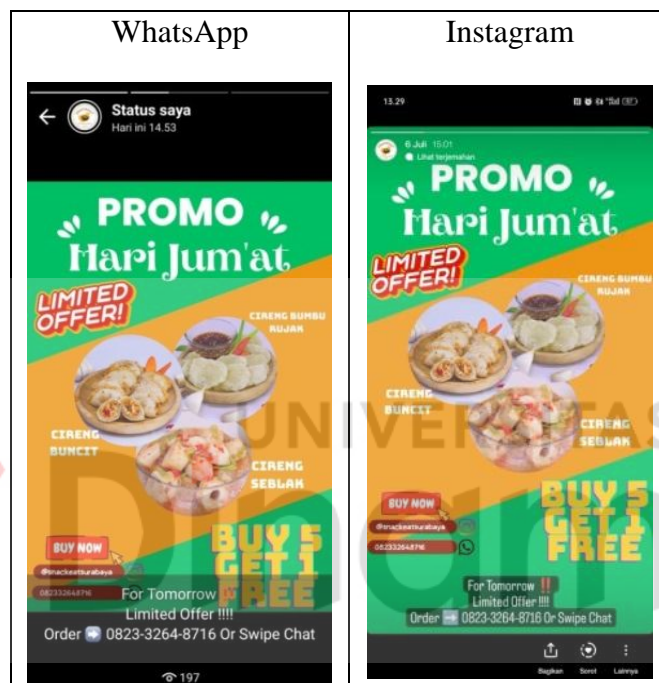 WhatsApp
Status saya
Hari ini 14.53
PROMO
Hari Jum'at
LIMITED
OFFER!
CIRENG BUMBU
RUJAK
CIRENG
BUNCIT
CIRENG
SEBLAK
BUY NOW
@snackeatsurabaya
082332648716
BUY 5
GET 1
FREE
For Tomorrow ‼️
Limited Offer !!!!
Order ➡️ 0823-3264-8716 Or Swipe Chat
197
Instagram
13.29
6 Juli 15.01
Lihat terjemahan
PROMO
Hari Jum'at
LIMITED
OFFER!
CIRENG BUMBU
RUJAK
CIRENG
BUNCIT
CIRENG
SEBLAK
BUY NOW
@snackeatsurabaya
082332648716
BUY 5
GET 1
FREE
For Tomorrow ‼️
Limited Offer !!!!
Order ➡️ 0823-3264-8716 Or Swipe Chat
Bagikan
Sorot
Lainnya
UNIVERSITAS
Dinam